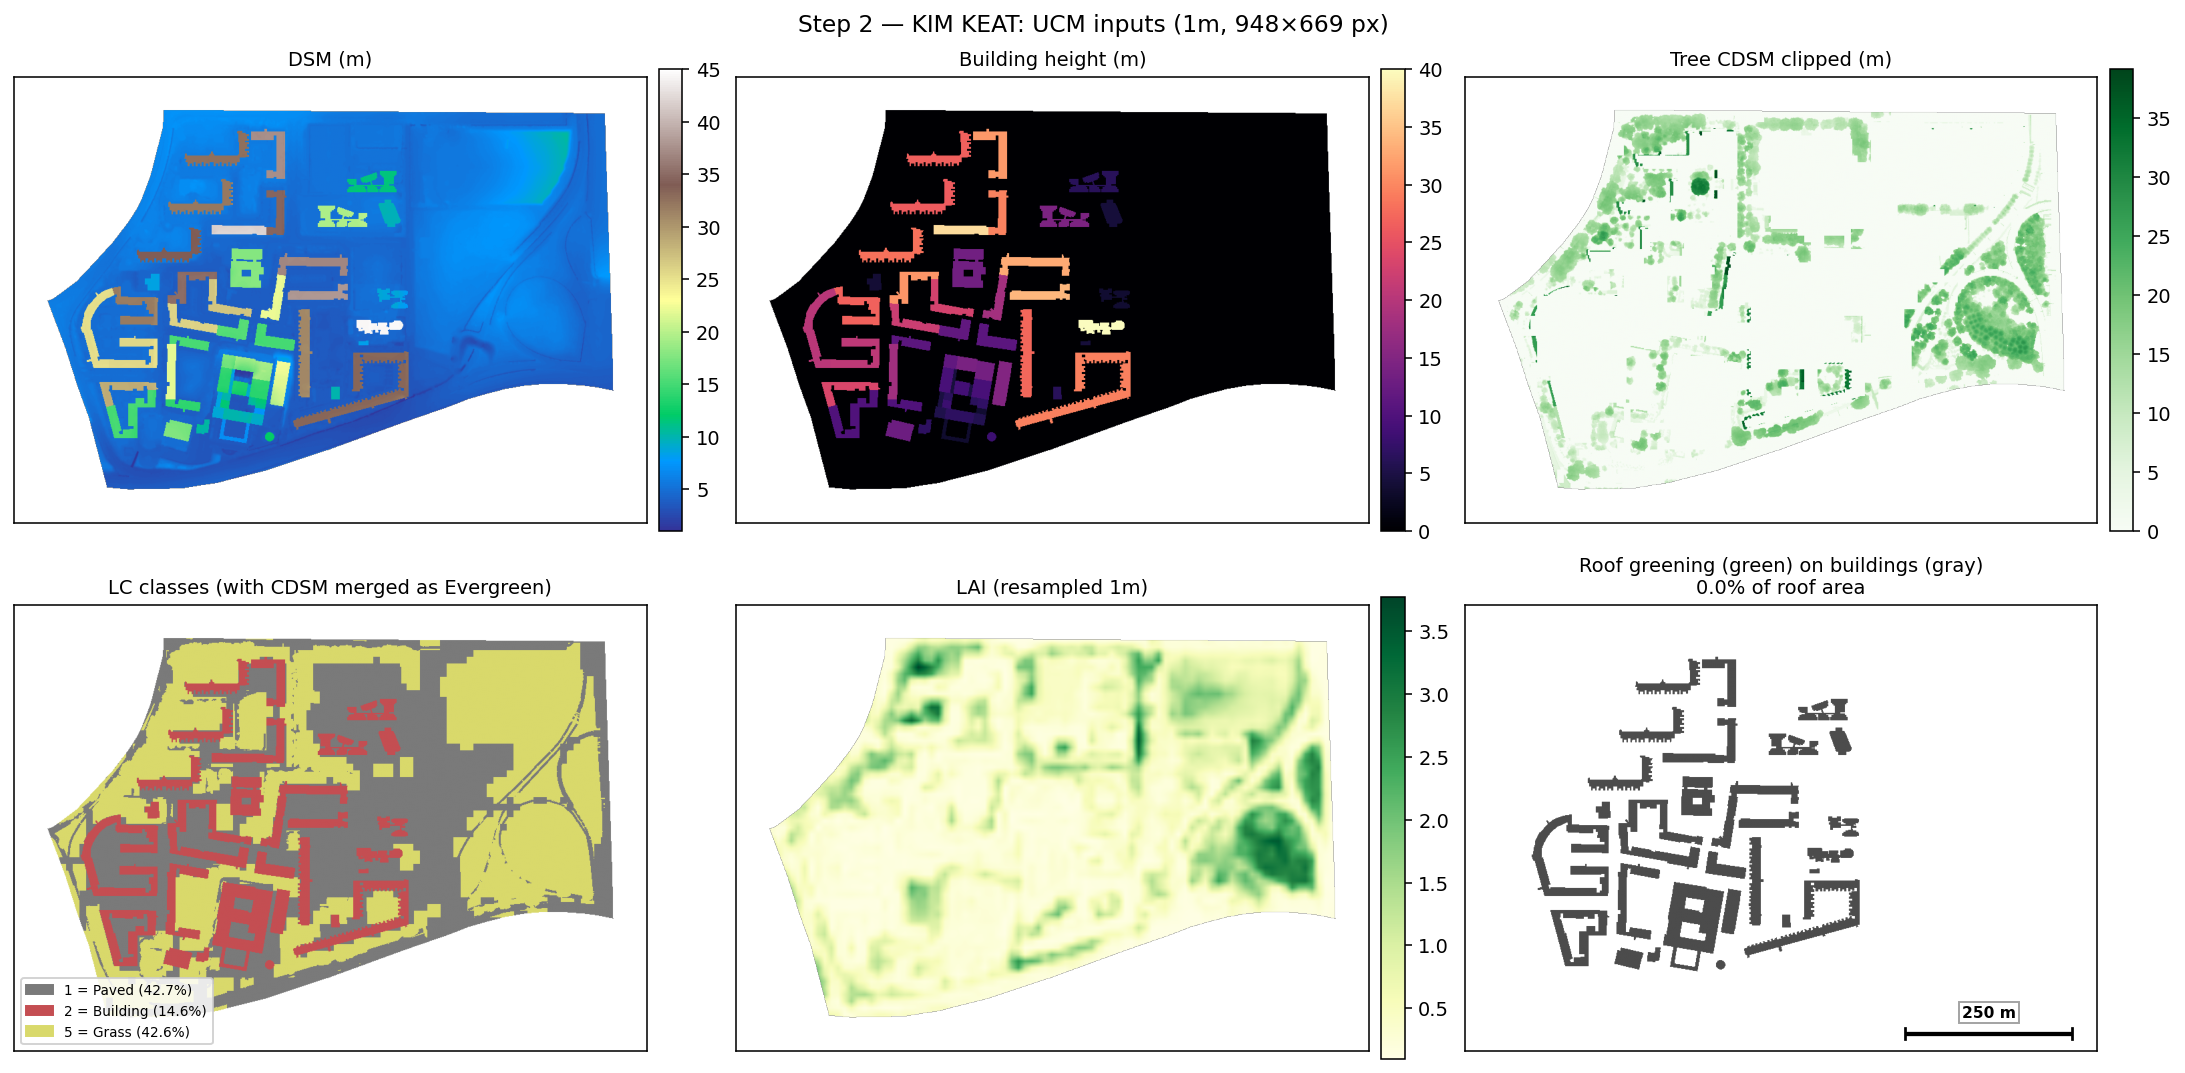 Step 2 — KIM KEAT: UCM inputs (1m, 948×669 px)
DSM (m)
45
40
35
30
25
20
15
10
5
Building height (m)
40
35
30
25
20
15
10
5
0
Tree CDSM clipped (m)
35
30
25
20
15
10
5
0
LC classes (with CDSM merged as Evergreen)
1 = Paved (42.7%)
2 = Building (14.6%)
5 = Grass (42.6%)
LAI (resampled 1m)
3.5
3.0
2.5
2.0
1.5
1.0
0.5
Roof greening (green) on buildings (gray)
0.0% of roof area
250 m